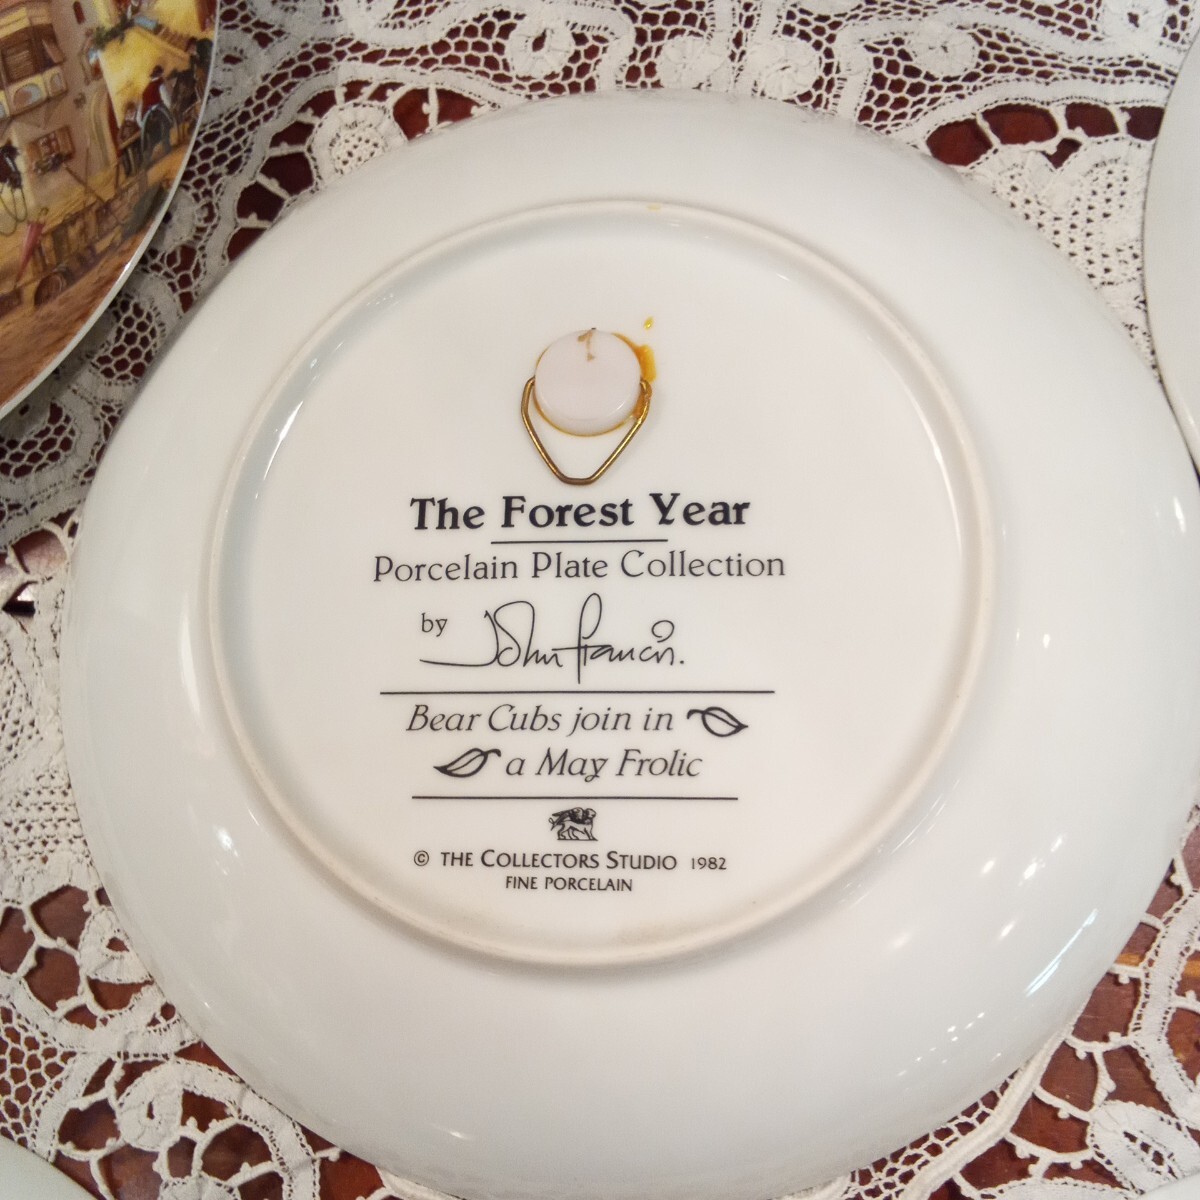 The Forest Year
Porcelain Plate Collection
by John Francis.
Bear Cubs join in
a May Frolic
© THE COLLECTORS STUDIO 1982
FINE PORCELAIN